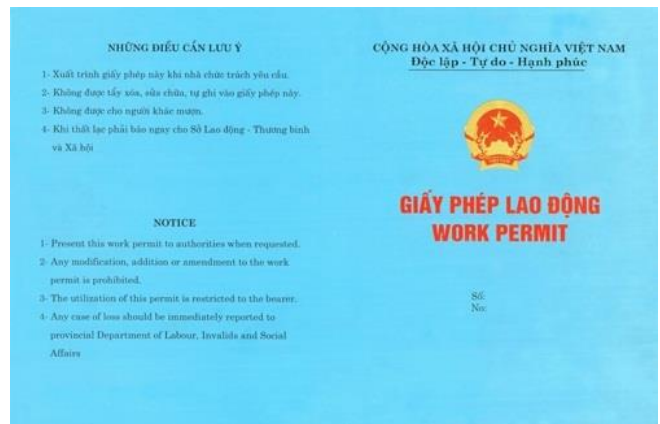 NHỮNG ĐIỀU CẦN LƯU Ý
1- Xuất trình giấy phép này khi nhà chức trách yêu cầu.
2- Không được tẩy xóa, sửa chữa, tự ghi vào giấy phép này.
3- Không được cho người khác mượn.
4- Khi thất lạc phải báo ngay cho Sở Lao động - Thương binh
và Xã hội
NOTICE
1- Present this work permit to authorities when requested.
2- Any modification, addition or amendment to the work
permit is prohibited.
3- The utilization of this permit is restricted to the bearer.
4- Any case of loss should be immediately reported to
provincial Department of Labour, Invalids and Social
Affairs
CỘNG HÒA XÃ HỘI CHỦ NGHĨA VIỆT NAM
Độc lập - Tự do - Hạnh phúc
GIẤY PHÉP LAO ĐỘNG
WORK PERMIT
Số:
No: